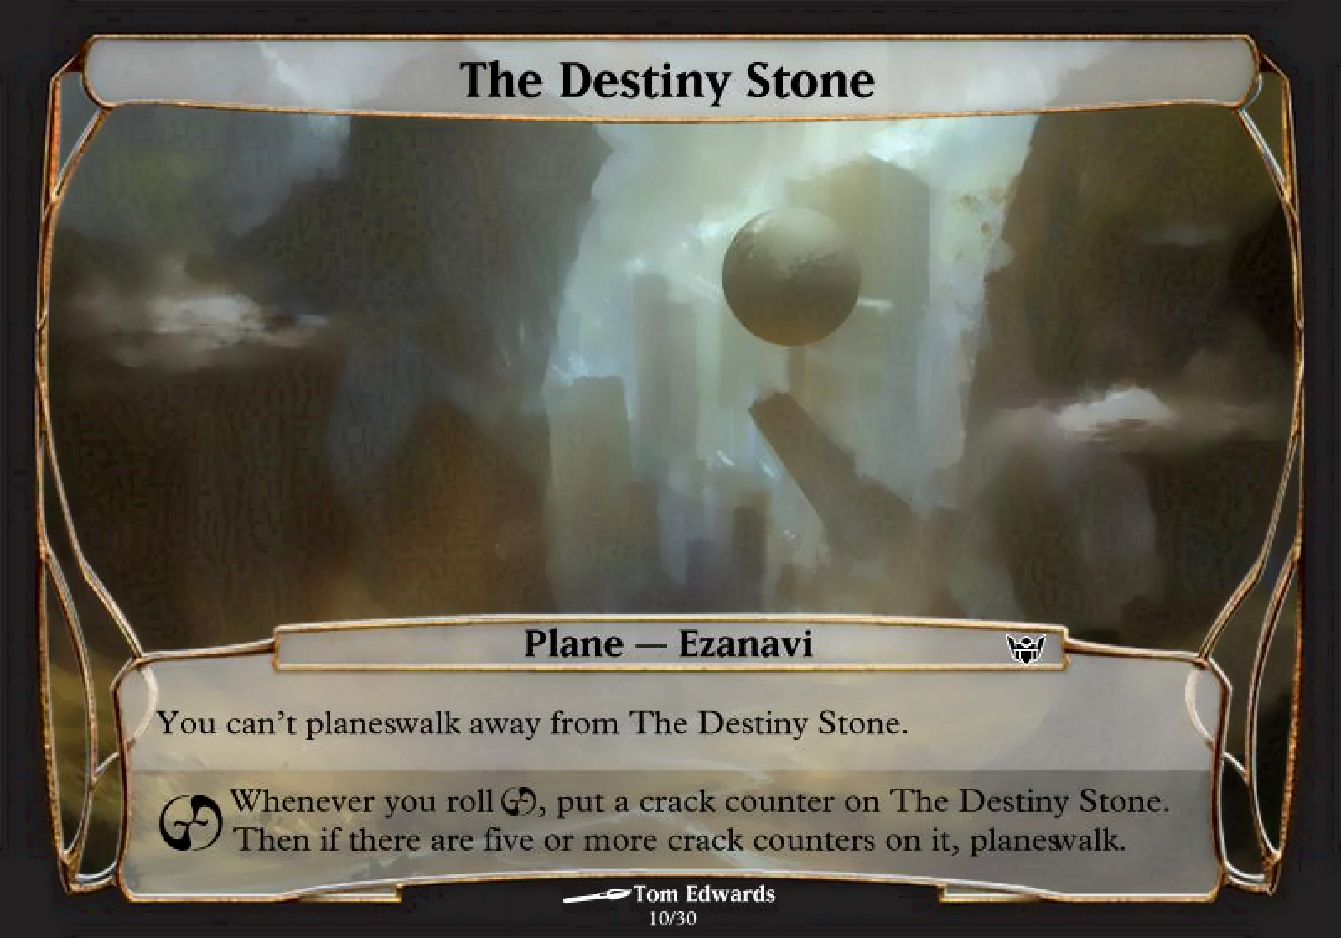 The Destiny Stone
Plane — Ezanavi
You can't planeswalk away from The Destiny Stone.
Whenever you roll , put a crack counter on The Destiny Stone.
Then if there are five or more crack counters on it, planeswalk.
Tom Edwards
10/30